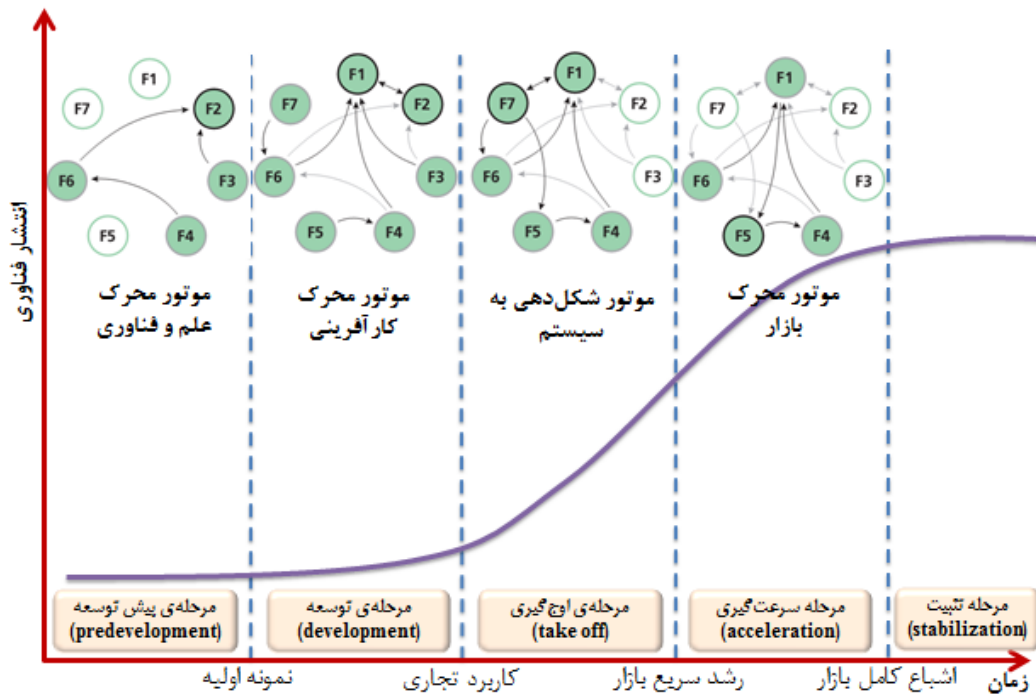 انتشار فناوری
F1
F7
F2
F6
F3
F5
F4
موتور محرک
علم و فناوری
F1
F7
F2
F6
F3
F5
F4
موتور محرک
کارآفرینی
F1
F7
F2
F6
F3
F5
F4
موتور شکل‌دهی به
سیستم
F1
F7
F2
F6
F3
F5
F4
موتور محرک
بازار
مرحله‌ی پیش توسعه
(predevelopment)
مرحله‌ی توسعه
(development)
مرحله‌ی اوج‌گیری
(take off)
مرحله سرعت‌گیری
(acceleration)
مرحله تثبیت
(stabilization)
نمونه اولیه
کاربرد تجاری
رشد سریع بازار
اشباع کامل بازار
زمان